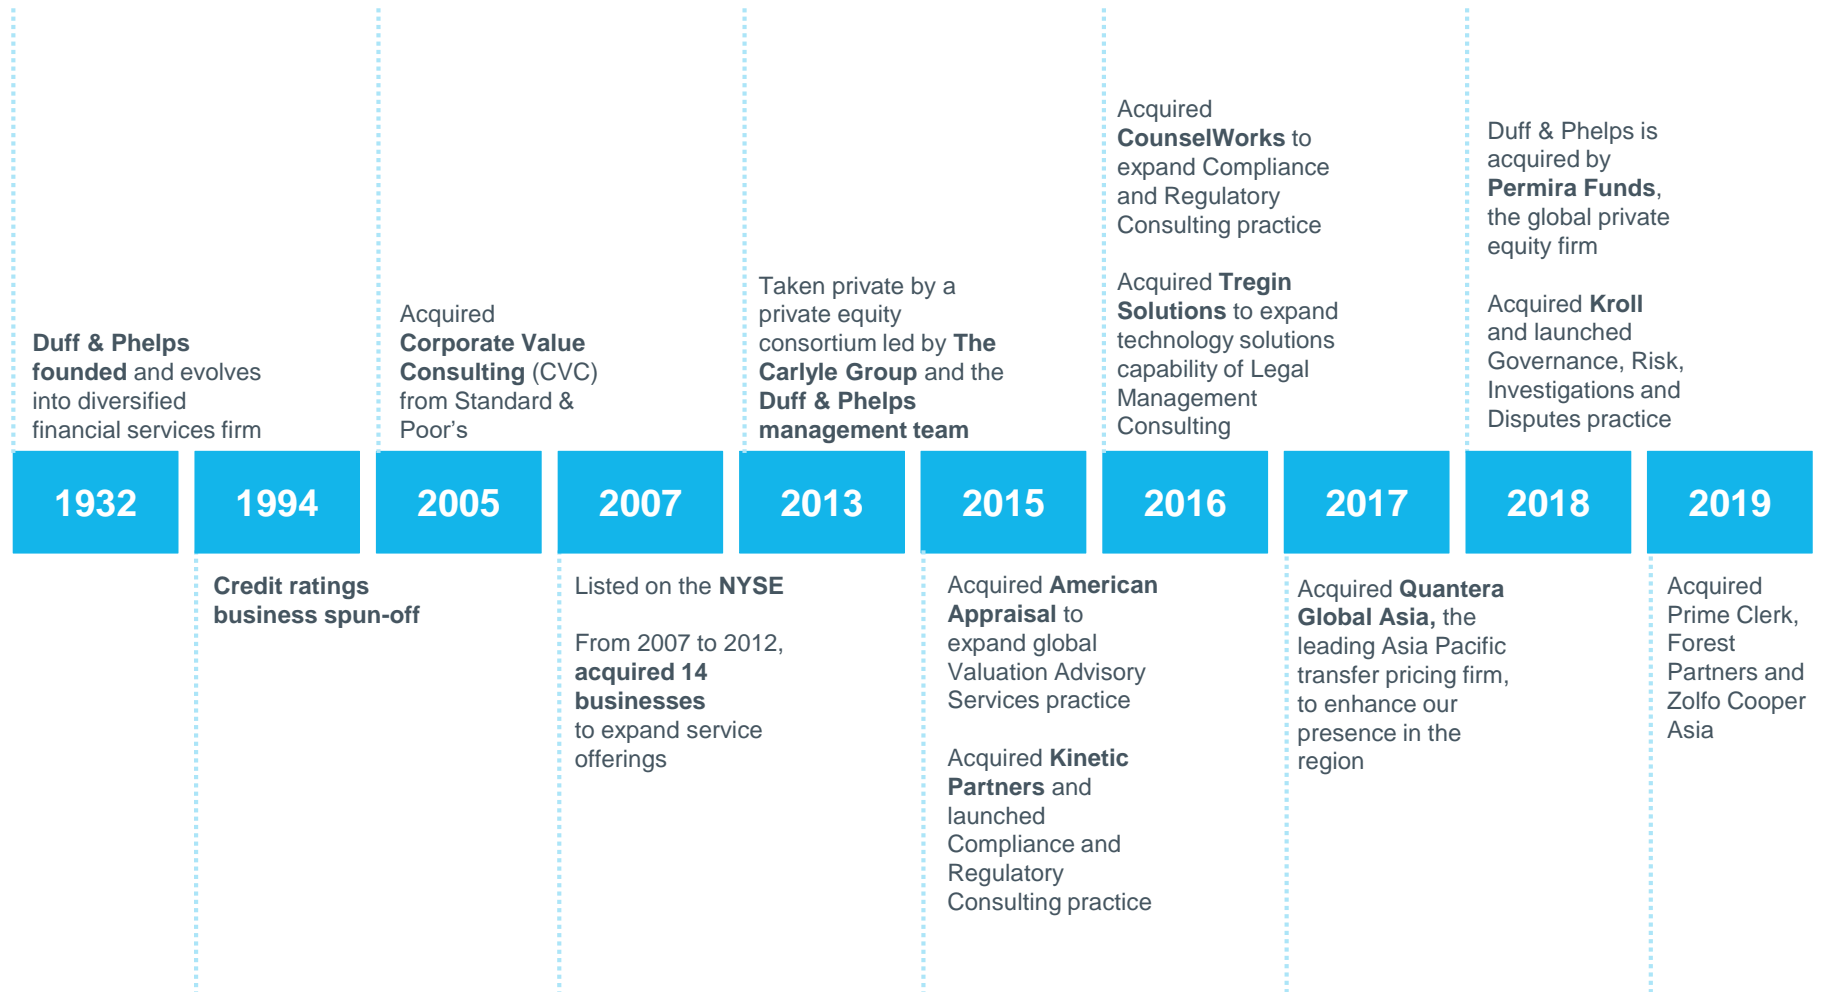 Duff & Phelps
founded and evolves
into diversified
financial services firm
Acquired
Corporate Value
Consulting (CVC)
from Standard &
Poor's
Taken private by a
private equity
consortium led by The
Carlyle Group and the
Duff & Phelps
management team
Acquired
CounselWorks to
expand Compliance
and Regulatory
Consulting practice
Acquired Tregin
Solutions to expand
technology solutions
capability of Legal
Management
Consulting
Duff & Phelps is
acquired by
Permira Funds,
the global private
equity firm
Acquired Kroll
and launched
Governance, Risk,
Investigations and
Disputes practice
1932 1994 2005 2007 2013 2015 2016 2017 2018 2019
Credit ratings
business spun-off
Listed on the NYSE
From 2007 to 2012,
acquired 14
businesses
to expand service
offerings
Acquired American
Appraisal to
expand global
Valuation Advisory
Services practice
Acquired Kinetic
Partners and
launched
Compliance and
Regulatory
Consulting practice
Acquired Quantera
Global Asia, the
leading Asia Pacific
transfer pricing firm,
to enhance our
presence in the
region
Acquired
Prime Clerk,
Forest
Partners and
Zolfo Cooper
Asia